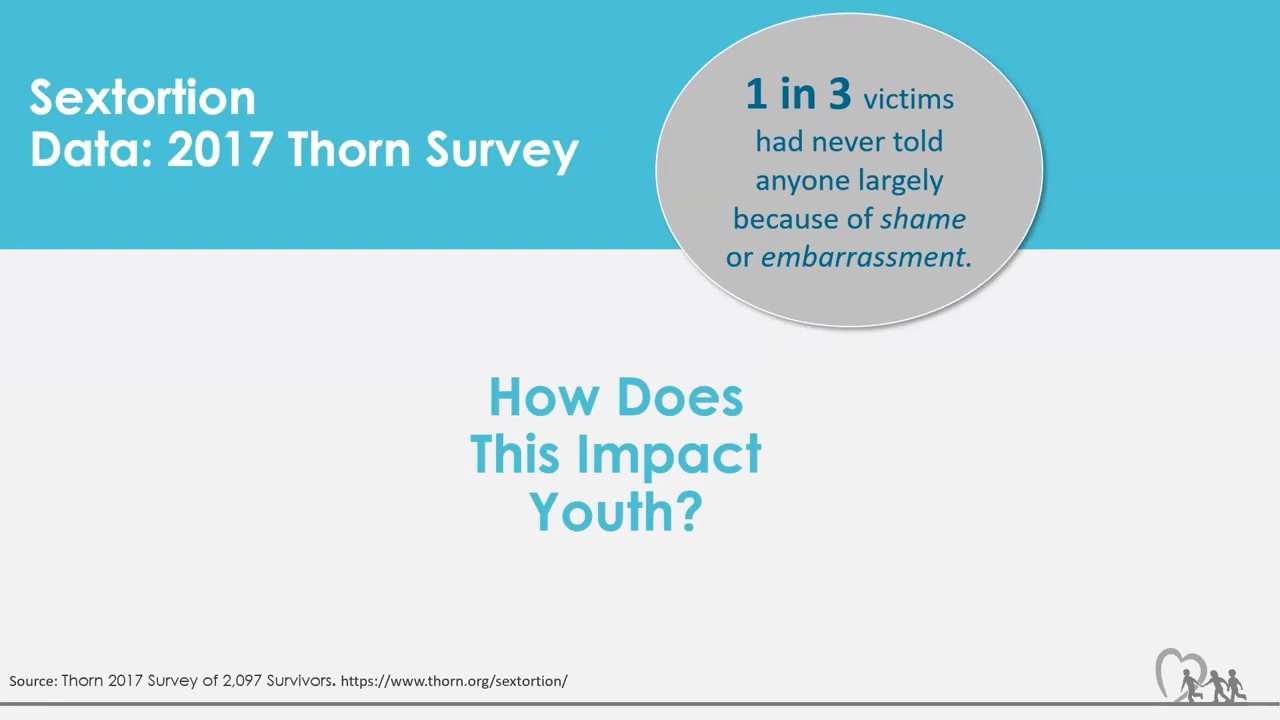 Sextortion
Data: 2017 Thorn Survey
1 in 3 victims
had never told
anyone largely
because of shame
or embarrassment.
How Does
This Impact
Youth?
Source: Thorn 2017 Survey of 2,097 Survivors. https://www.thorn.org/sextortion/